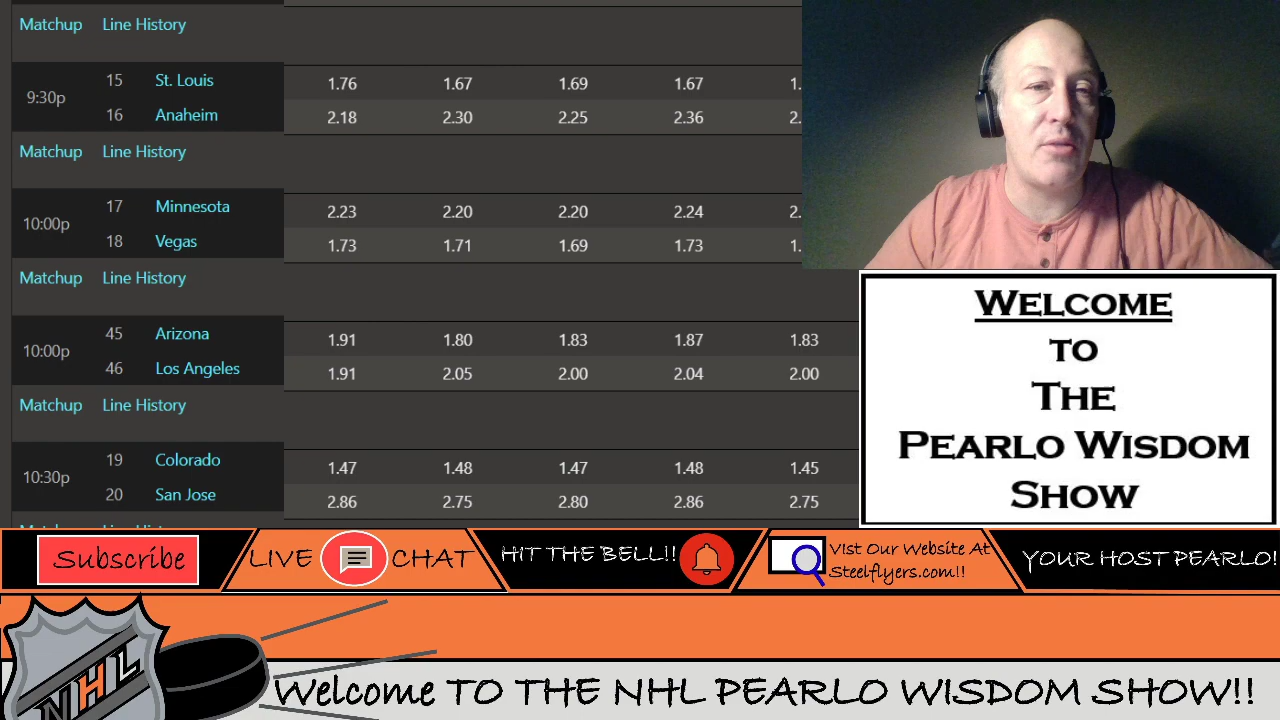 Matchup Line History
9:30p
15 St. Louis 1.76 1.67 1.69 1.67 1.
16 Anaheim 2.18 2.30 2.25 2.36 2.
Matchup Line History
10:00p
17 Minnesota 2.23 2.20 2.20 2.24 2.
18 Vegas 1.73 1.71 1.69 1.73 1.
Matchup Line History
10:00p
45 Arizona 1.91 1.80 1.83 1.87 1.83
46 Los Angeles 1.91 2.05 2.00 2.04 2.00
Matchup Line History
10:30p
19 Colorado 1.47 1.48 1.47 1.48 1.45
20 San Jose 2.86 2.75 2.80 2.86 2.75
Welcome
to
The
Pearlo Wisdom
Show
Subscribe
LIVE CHAT
HIT THE BELL!!
VIst Our Website At
Steelflyers.com!!
YOUR HOST PEARLO!
NHL
Welcome TO THE NHL PEARLO WISDOM SHOW!!